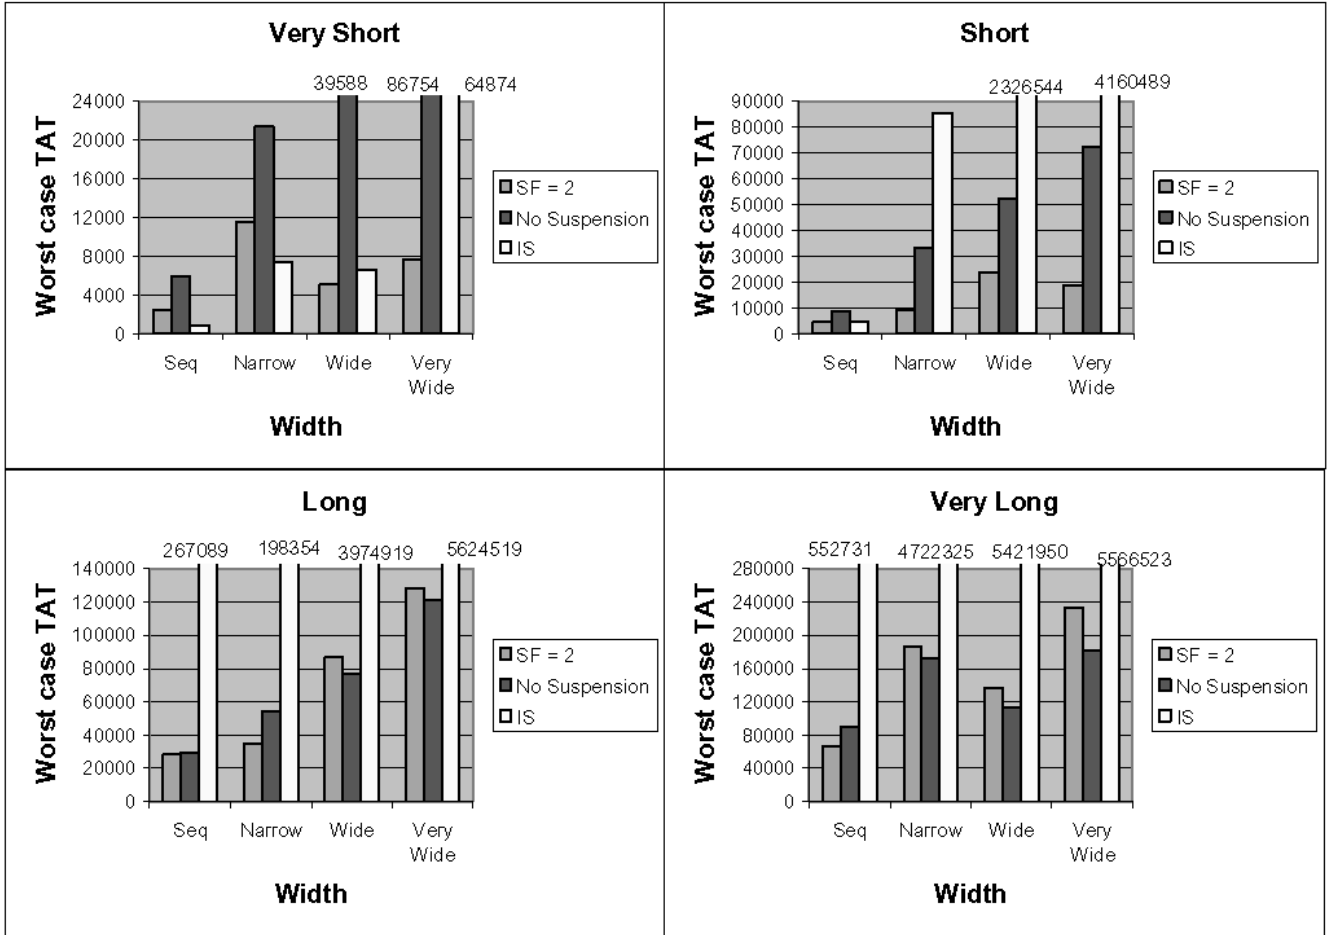 Very Short
39588 86754 64874
24000
20000
16000
12000
8000
4000
0
Worst case TAT
Seq Narrow Wide Very Wide
Width
SF = 2
No Suspension
IS
Short
2326544 4160489
90000
80000
70000
60000
50000
40000
30000
20000
10000
0
Worst case TAT
Seq Narrow Wide Very Wide
Width
SF = 2
No Suspension
IS
Long
267089 198354 3974919 5624519
140000
120000
100000
80000
60000
40000
20000
0
Worst case TAT
Seq Narrow Wide Very Wide
Width
SF = 2
No Suspension
IS
Very Long
552731 4722325 5421950 5566523
280000
240000
200000
160000
120000
80000
40000
0
Worst case TAT
Seq Narrow Wide Very Wide
Width
SF = 2
No Suspension
IS